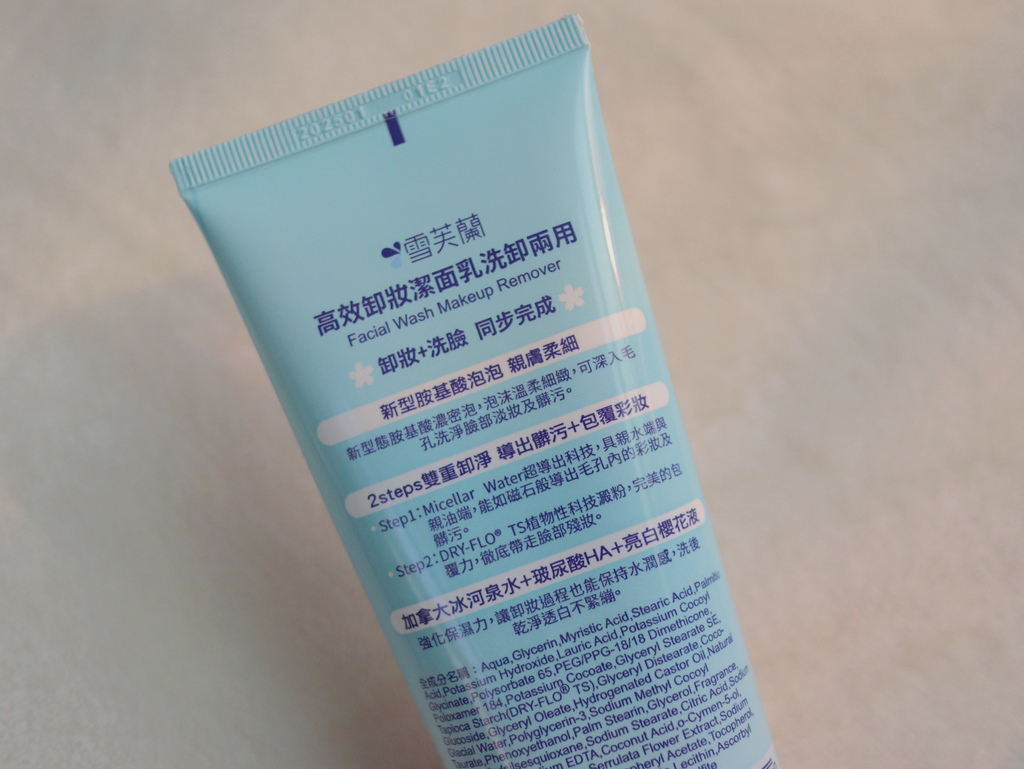 202501 01E2
雪芙蘭
高效卸妝潔面乳洗卸兩用
Facial Wash Makeup Remover
卸妝+洗臉 同步完成
新型胺基酸泡泡 親膚柔細
新型態胺基酸濃密泡,泡沫溫柔細緻,可深入毛
孔洗淨臉部淡妝及髒污。
2steps雙重卸淨 導出髒污+包覆彩妝
Step1:Micellar Water超導出科技,具親水端與
親油端,能如磁石般導出毛孔內的彩妝及
髒污。
Step2:DRY-FLO® TS植物性科技澱粉,完美的包
覆力,徹底帶走臉部殘妝。
加拿大冰河泉水+玻尿酸HA+亮白櫻花液
強化保濕力,讓卸妝過程也能保持水潤感,洗後
乾淨透白不緊繃。
全成分名稱:Aqua,Glycerin,Myristic Acid,Stearic Acid,Palmitic
Acid,Potassium Hydroxide,Lauric Acid,Potassium Cocoyl
Glycinate,Polysorbate 65,PEG/PPG-18/18 Dimethicone,
Poloxamer 184,Potassium Cocoate,Glyceryl Stearate SE,
Tapioca Starch(DRY-FLO® TS),Glyceryl Distearate,Coco-
Glucoside,Glyceryl Oleate,Hydrogenated Castor Oil,Natural
Glacial Water,Polyglycerin-3,Sodium Methyl Cocoyl
Taurate,Phenoxyethanol,Palm Stearin,Glycerol,Fragrance,
Sodium Stearate,Citric Acid,Sodium
EDTA,Coconut Acid,o-Cymen-5-ol,
Serrulata Flower Extract,Sodium
Acetate,Tocopherol,
Lecithin,Ascorbyl